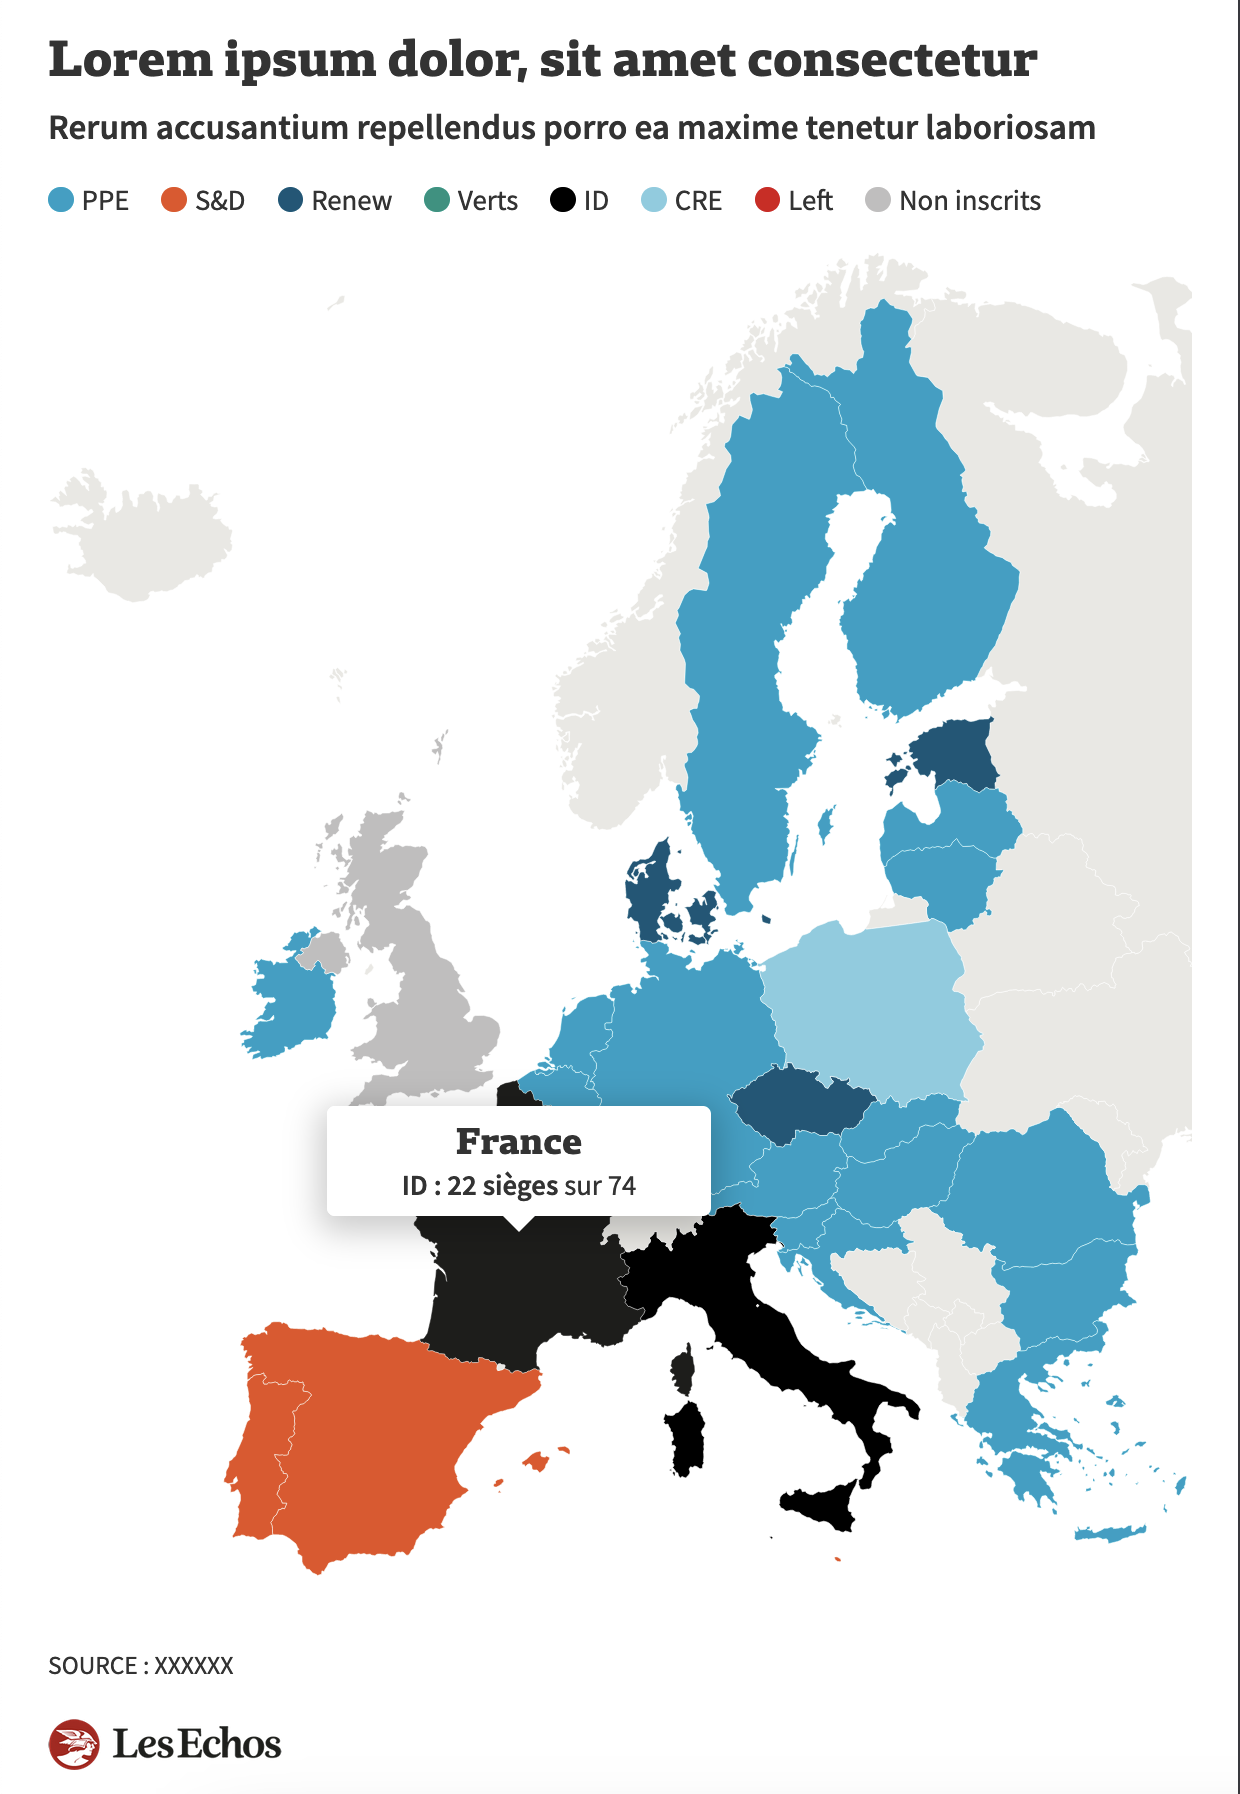 Lorem ipsum dolor, sit amet consectetur
Rerum accusantium repellendus porro ea maxime tenetur laboriosam
PPE S&D Renew Verts ID CRE Left Non inscrits
France
ID : 22 sièges sur 74
SOURCE : XXXXXX
Les Echos